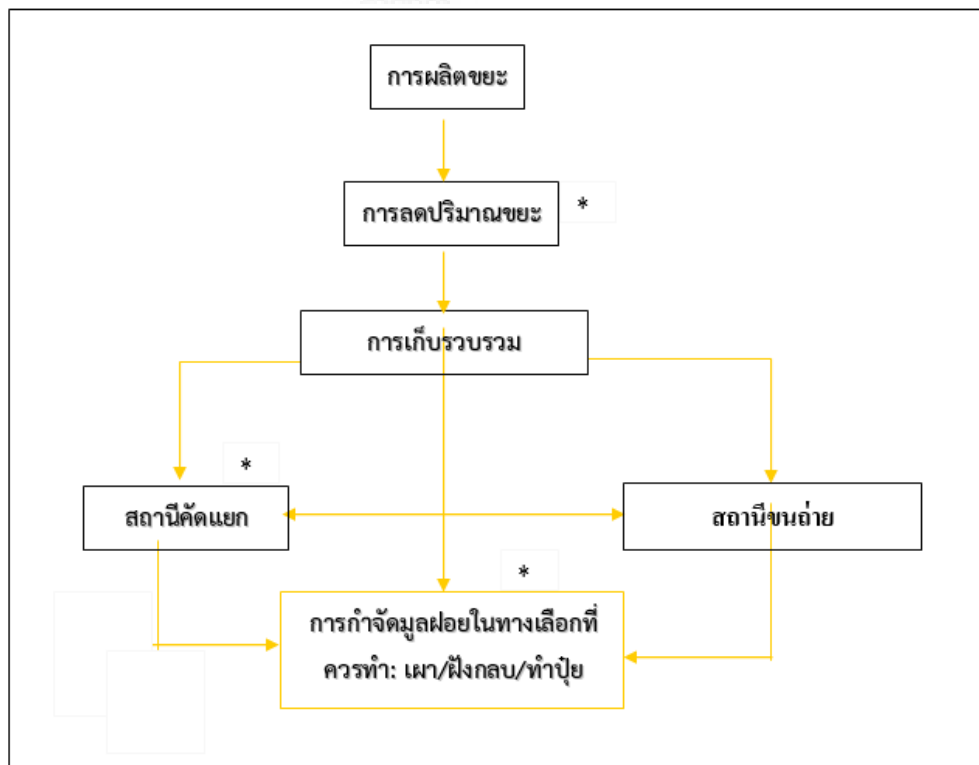 การผลิตขยะ
การลดปริมาณขยะ
*
การเก็บรวบรวม
*
สถานีคัดแยก
สถานีขนถ่าย
*
การกำจัดมูลฝอยในทางเลือกที่
ควรทำ: เผา/ฝังกลบ/ทำปุ๋ย